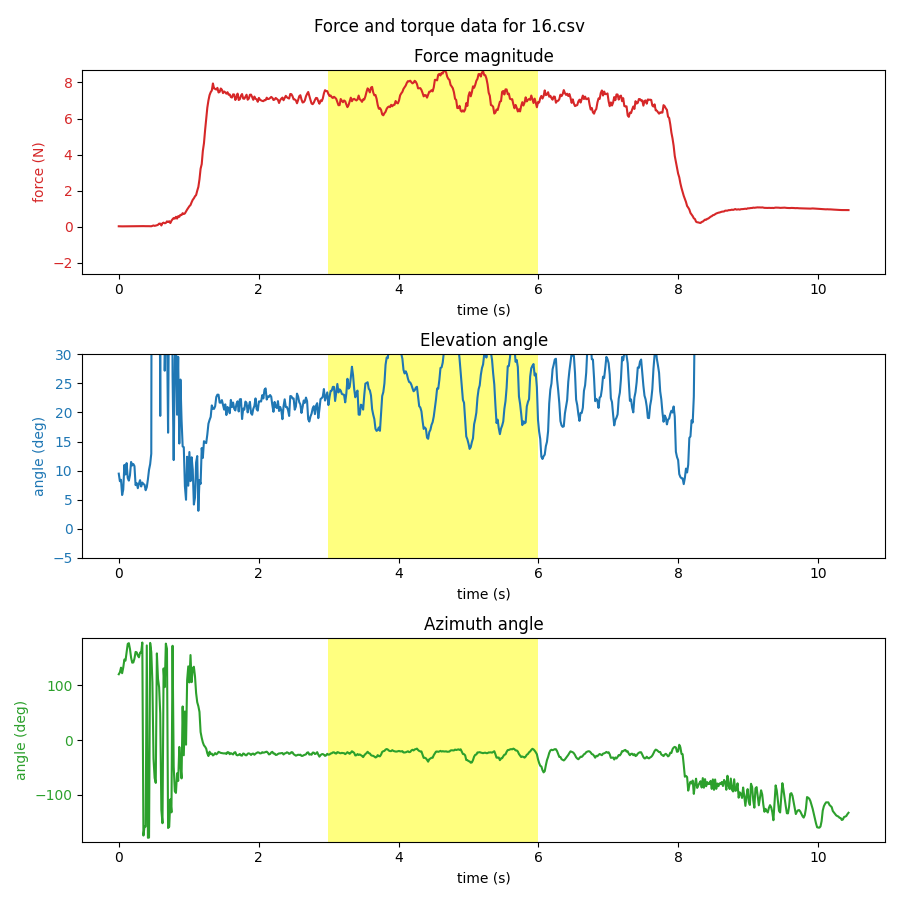 Force and torque data for 16.csv
Force magnitude
force (N)
8
6
4
2
0
−2
0 2 4 6 8 10
time (s)
Elevation angle
angle (deg)
30
25
20
15
10
5
0
−5
0 2 4 6 8 10
time (s)
Azimuth angle
angle (deg)
100
0
−100
0 2 4 6 8 10
time (s)